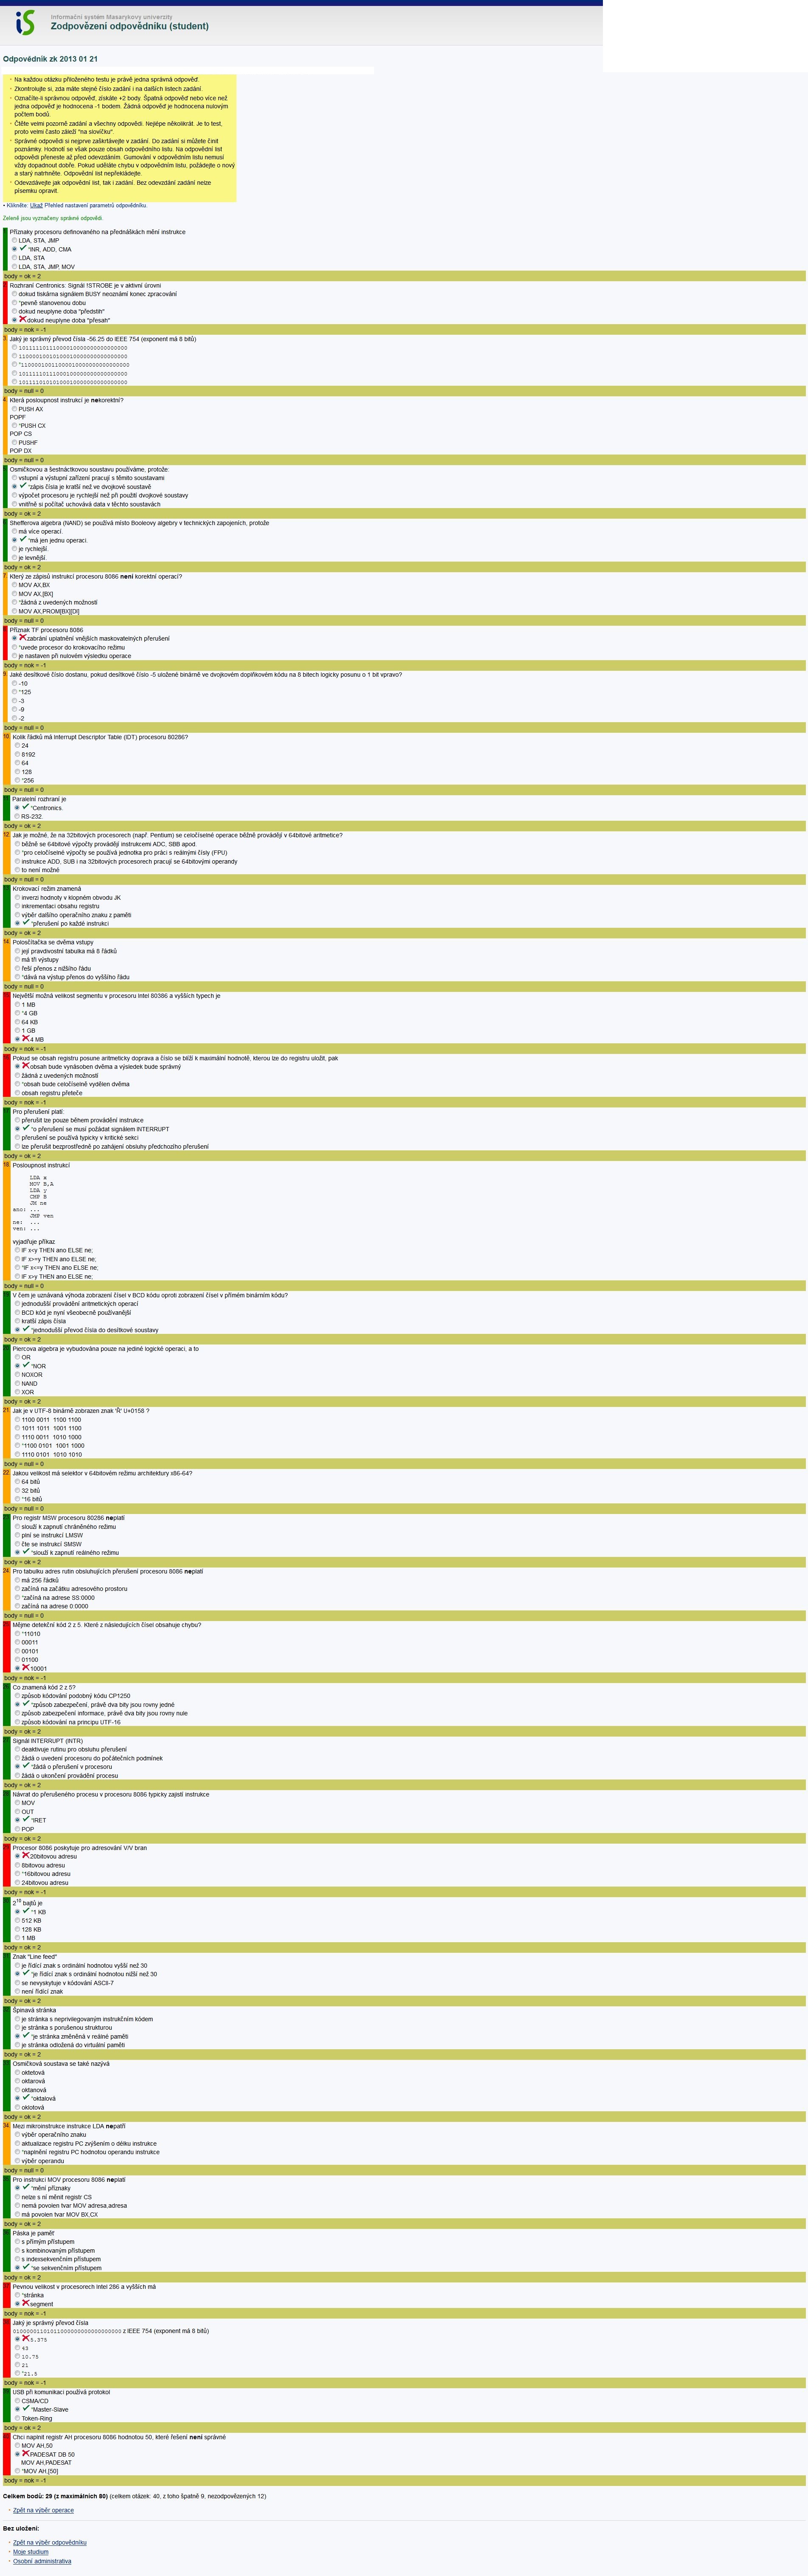 Informační systém Masarykovy univerzity
Zodpovězení odpovědníku (student)
Odpovědník zk 2013 01 21
Na každou otázku přiloženého testu je právě jedna správná odpověď.
Zkontrolujte si, zda máte stejné číslo zadání i na dalších listech zadání.
Označíte-li správnou odpověď, získáte +2 body. Špatná odpověď nebo více než
jedna odpověď je hodnocena -1 bodem. Žádná odpověď je hodnocena nulovým
počtem bodů.
Čtěte velmi pozorně zadání a všechny odpovědi. Nejlépe několikrát. Je to test,
proto velmi často záleží "na slovíčku".
Správné odpovědi si nejprve zaškrtávejte v zadání. Do zadání si můžete činit
poznámky. Hodnotí se však pouze obsah odpovědního listu. Na odpovědní list
odpovědi přeneste až před odevzdáním. Gumování v odpovědním listu nemusí
vždy dopadnout dobře. Pokud uděláte chybu v odpovědním listu, požádejte o nový
a starý natrhněte. Odpovědní list nepřekládejte.
Odevzdávejte jak odpovědní list, tak i zadání. Bez odevzdání zadání nelze
písemku opravit.
• Klikněte: Ukaž Přehled nastavení parametrů odpovědníku.
Zeleně jsou vyznačeny správné odpovědi.
Příznaky procesoru definovaného na přednáškách mění instrukce
LDA, STA, JMP
*INR, ADD, CMA
LDA, STA
LDA, STA, JMP, MOV
body = ok = 2
Rozhraní Centronics: Signál !STROBE je v aktivní úrovni
dokud tiskárna signálem BUSY neoznámí konec zpracování
*pevně stanovenou dobu
dokud neuplyne doba "předstih"
dokud neuplyne doba "přesah"
body = nok = -1
3. Jaký je správný převod čísla -56.25 do IEEE 754 (exponent má 8 bitů)
body = null = 0
4. Která posloupnost instrukcí je nekorektní?
PUSH AX
POPF
*PUSH CX
POP CS
PUSHF
POP DX
body = null = 0
Osmičkovou a šestnáctkovou soustavu používáme, protože:
vstupní a výstupní zařízení pracují s těmito soustavami
*zápis čísla je kratší než ve dvojkové soustavě
výpočet procesoru je rychlejší než při použití dvojkové soustavy
vnitřně si počítač uchovává data v těchto soustavách
body = ok = 2
Shefferova algebra (NAND) se používá místo Booleovy algebry v technických zapojeních, protože
má více operací.
*má jen jednu operaci.
je rychlejší.
je levnější.
body = ok = 2
7. Který ze zápisů instrukcí procesoru 8086 není korektní operací?
MOV AX,BX
MOV AX,[BX]
*žádná z uvedených možností
MOV AX,PROM[BX][DI]
body = null = 0
Příznak TF procesoru 8086
zabrání uplatnění vnějších maskovatelných přerušení
*uvede procesor do krokovacího režimu
je nastaven při nulovém výsledku operace
body = nok = -1
9. Jaké desítkové číslo dostanu, pokud desítkové číslo -5 uložené binárně ve dvojkovém doplňkovém kódu na 8 bitech logicky posunu o 1 bit vpravo?
-10
*125
-3
-9
-2
body = null = 0
10. Kolik řádků má Interrupt Descriptor Table (IDT) procesoru 80286?
24
8192
64
128
*256
body = null = 0
Paralelní rozhraní je
*Centronics.
RS-232.
body = ok = 2
12. Jak je možné, že na 32bitových procesorech (např. Pentium) se celočíselné operace běžně provádějí v 64bitové aritmetice?
běžně se 64bitové výpočty provádějí instrukcemi ADC, SBB apod.
*pro celočíselné výpočty se používá jednotka pro práci s reálnými čísly (FPU)
instrukce ADD, SUB i na 32bitových procesorech pracují se 64bitovými operandy
to není možné
body = null = 0
Krokovací režim znamená
inverzi hodnoty v klopném obvodu JK
inkrementaci obsahu registru
výběr dalšího operačního znaku z paměti
*přerušení po každé instrukci
body = ok = 2
14. Polosčítačka se dvěma vstupy
její pravdivostní tabulka má 8 řádků
má tři výstupy
řeší přenos z nižšího řádu
*dává na výstup přenos do vyššího řádu
body = null = 0
Největší možná velikost segmentu v procesoru Intel 80386 a vyšších typech je
1 MB
*4 GB
64 KB
1 GB
4 MB
body = nok = -1
Pokud se obsah registru posune aritmeticky doprava a číslo se blíží k maximální hodnotě, kterou lze do registru uložit, pak
obsah bude vynásoben dvěma a výsledek bude správný
žádná z uvedených možností
*obsah bude celočíselně vydělen dvěma
obsah registru přeteče
body = nok = -1
Pro přerušení platí:
přerušit lze pouze během provádění instrukce
*o přerušení se musí požádat signálem INTERRUPT
přerušení se používá typicky v kritické sekci
lze přerušit bezprostředně po zahájení obsluhy předchozího přerušení
body = ok = 2
18. Posloupnost instrukcí
LDA x
MOV B,A
LDA y
CMP B
JM ne
ano: ...
JMP ven
ne: ...
ven: ...
vyjadřuje příkaz
IF x<y THEN ano ELSE ne;
IF x>=y THEN ano ELSE ne;
*IF x<=y THEN ano ELSE ne;
IF x>y THEN ano ELSE ne;
body = null = 0
V čem je uznávaná výhoda zobrazení čísel v BCD kódu oproti zobrazení čísel v přímém binárním kódu?
jednodušší provádění aritmetických operací
BCD kód je nyní všeobecně používanější
kratší zápis čísla
*jednodušší převod čísla do desítkové soustavy
body = ok = 2
Piercova algebra je vybudována pouze na jediné logické operaci, a to
OR
*NOR
NOXOR
NAND
XOR
body = ok = 2
21. Jak je v UTF-8 binárně zobrazen znak 'Ř' U+0158 ?
1100 0011 1100 1100
1011 1011 1001 1100
1110 0011 1010 1000
*1100 0101 1001 1000
1110 0101 1010 1010
body = null = 0
22. Jakou velikost má selektor v 64bitovém režimu architektury x86-64?
64 bitů
32 bitů
*16 bitů
body = null = 0
Pro registr MSW procesoru 80286 neplatí
slouží k zapnutí chráněného režimu
plní se instrukcí LMSW
čte se instrukcí SMSW
*slouží k zapnutí reálného režimu
body = ok = 2
24. Pro tabulku adres rutin obsluhujících přerušení procesoru 8086 neplatí
má 256 řádků
začíná na začátku adresového prostoru
*začíná na adrese SS:0000
začíná na adrese 0:0000
body = null = 0
Mějme detekční kód 2 z 5. Které z následujících čísel obsahuje chybu?
*11010
00011
00101
01100
10001
body = nok = -1
Co znamená kód 2 z 5?
způsob kódování podobný kódu CP1250
*způsob zabezpečení, právě dva bity jsou rovny jedné
způsob zabezpečení informace, právě dva bity jsou rovny nule
způsob kódování na principu UTF-16
body = ok = 2
Signál INTERRUPT (INTR)
deaktivuje rutinu pro obsluhu přerušení
žádá o uvedení procesoru do počátečních podmínek
*žádá o přerušení v procesoru
žádá o ukončení provádění procesu
body = ok = 2
Návrat do přerušeného procesu v procesoru 8086 typicky zajistí instrukce
MOV
OUT
*IRET
POP
body = ok = 2
Procesor 8086 poskytuje pro adresování V/V bran
20bitovou adresu
8bitovou adresu
*16bitovou adresu
24bitovou adresu
body = nok = -1
2^10 bajtů je
*1 KB
512 KB
128 KB
1 MB
body = ok = 2
Znak "Line feed"
je řídící znak s ordinální hodnotou vyšší než 30
*je řídící znak s ordinální hodnotou nižší než 30
se nevyskytuje v kódování ASCII-7
není řídící znak
body = ok = 2
Špinavá stránka
je stránka s neprivilegovaným instrukčním kódem
je stránka s porušenou strukturou
*je stránka změněná v reálné paměti
je stránka odložená do virtuální paměti
body = ok = 2
Osmičková soustava se také nazývá
oktetová
oktarová
oktanová
*oktalová
oklotová
body = ok = 2
34. Mezi mikroinstrukce instrukce LDA nepatří
výběr operačního znaku
aktualizace registru PC zvýšením o délku instrukce
*naplnění registru PC hodnotou operandu instrukce
výběr operandu
body = null = 0
Pro instrukci MOV procesoru 8086 neplatí
*mění příznaky
nelze s ní měnit registr CS
nemá povolen tvar MOV adresa,adresa
má povolen tvar MOV BX,CX
body = ok = 2
Páska je paměť
s přímým přístupem
s kombinovaným přístupem
s indexsekvenčním přístupem
*se sekvenčním přístupem
body = ok = 2
Pevnou velikost v procesorech Intel 286 a vyšších má
*stránka
segment
body = nok = -1
Jaký je správný převod čísla
z IEEE 754 (exponent má 8 bitů)
5.375
43
10.75
21
*21.5
body = nok = -1
USB při komunikaci používá protokol
CSMA/CD
*Master-Slave
Token-Ring
body = ok = 2
Chci naplnit registr AH procesoru 8086 hodnotou 50, které řešení není správné
MOV AH,50
PADESAT DB 50
MOV AH,PADESAT
*MOV AH,[50]
body = nok = -1
Celkem bodů: 29 (z maximálních 80) (celkem otázek: 40, z toho špatně 9, nezodpovězených 12)
Zpět na výběr operace
Bez uložení:
Zpět na výběr odpovědníku
Moje studium
Osobní administrativa